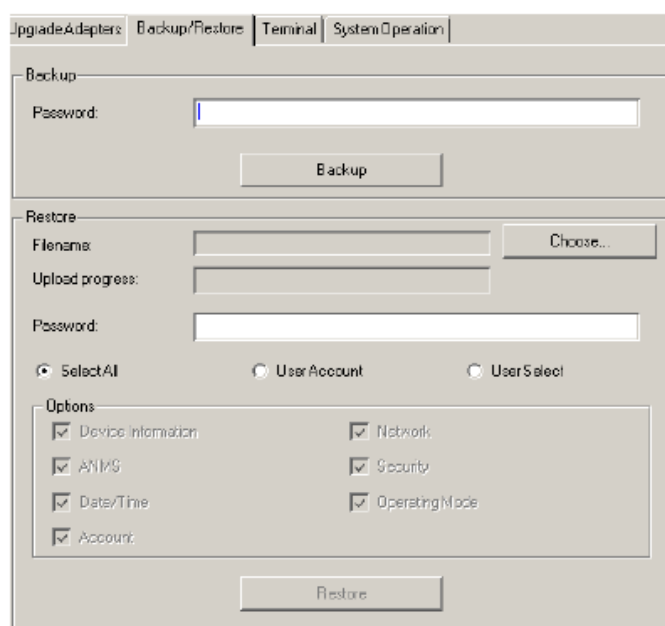 UpgradeAdapters Backup/Restore Terminal System Operation
Backup
Password:
Backup
Restore
Filename:
Choose...
Upload progress:
Password:
Select All User Account User Select
Options
Device Information Network
ANMS Security
Date/Time Operating Mode
Account
Restore